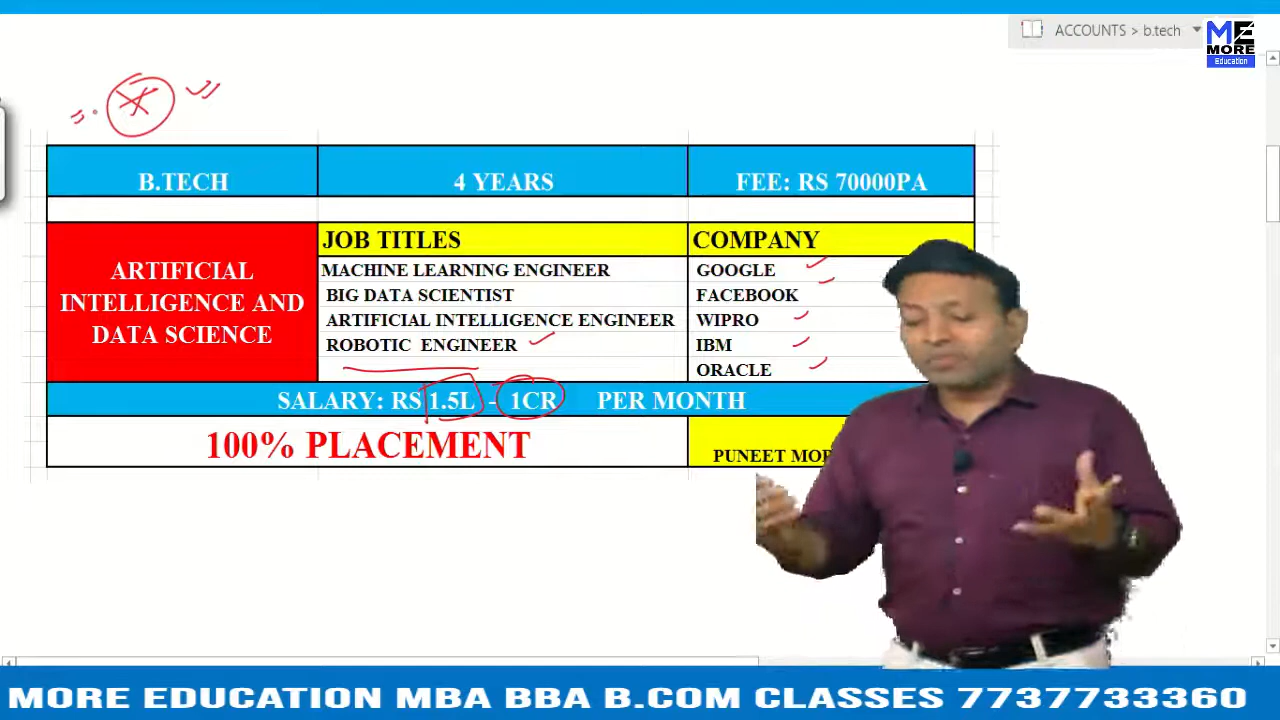 ACCOUNTS > b.tech
ME
MORE
Education
B.TECH 4 YEARS FEE: RS 70000PA
ARTIFICIAL
INTELLIGENCE AND
DATA SCIENCE
JOB TITLES
MACHINE LEARNING ENGINEER
BIG DATA SCIENTIST
ARTIFICIAL INTELLIGENCE ENGINEER
ROBOTIC ENGINEER
COMPANY
GOOGLE
FACEBOOK
WIPRO
IBM
ORACLE
SALARY: RS 1.5L - 1CR PER MONTH
100% PLACEMENT
PUNEET
MORE EDUCATION MBA BBA B.COM CLASSES 7737733360